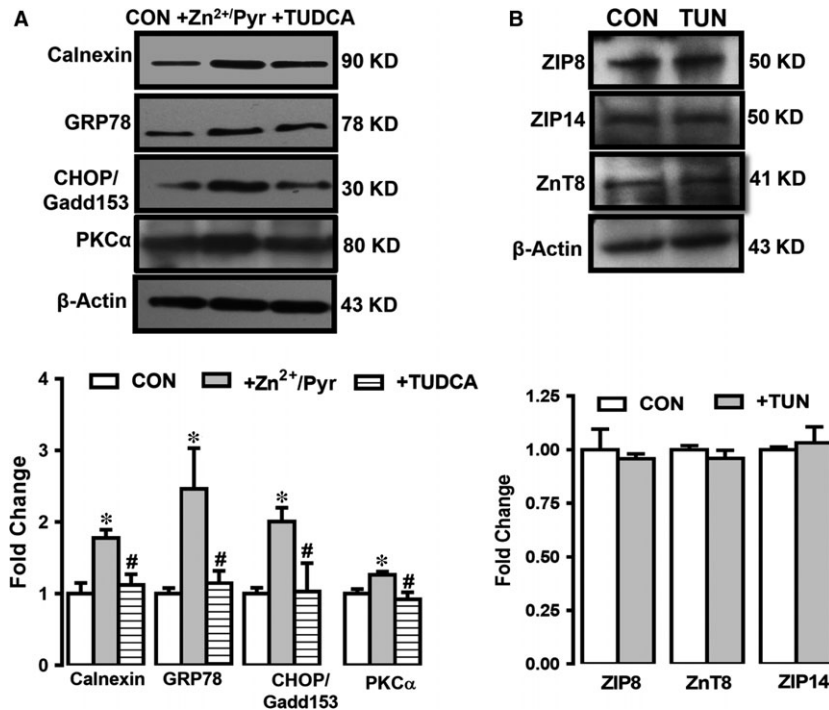 A
CON +Zn²⁺/Pyr +TUDCA
Calnexin 90 KD
GRP78 78 KD
CHOP/
Gadd153 30 KD
PKCα 80 KD
β-Actin 43 KD
B
CON TUN
ZIP8 50 KD
ZIP14 50 KD
ZnT8 41 KD
β-Actin 43 KD
CON +Zn²⁺/Pyr +TUDCA
Fold Change
4
3
2
1
0
* # * # * # * #
Calnexin GRP78 CHOP/
Gadd153 PKCα
CON +TUN
Fold Change
1.25
1.00
0.75
0.50
0.25
0.00
ZIP8 ZnT8 ZIP14